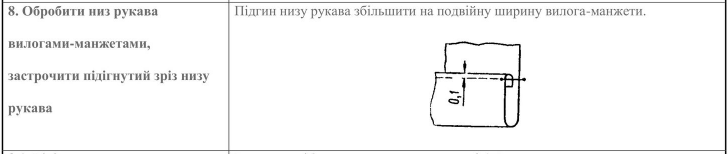 8. Обробити низ рукава
вилогами-манжетами,
застрочити підігнутий зріз низу
рукава
Підгин низу рукава збільшити на подвійну ширину вилога-манжети.
0,1